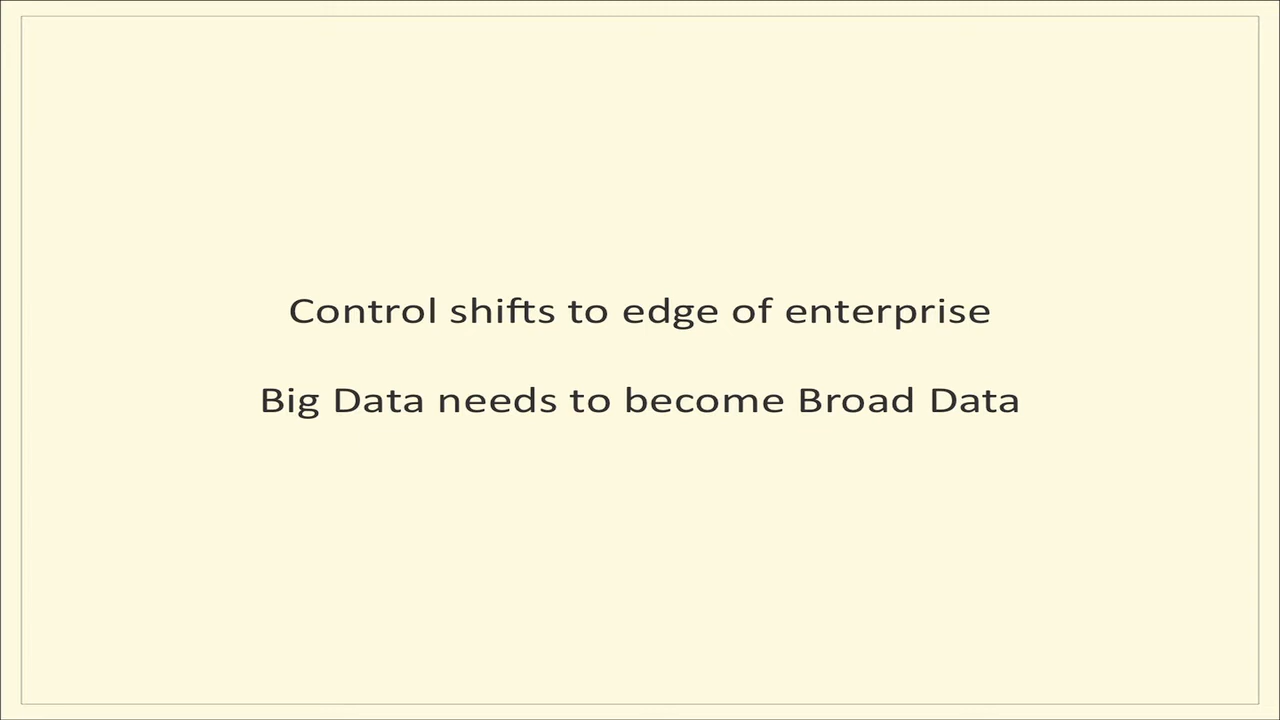 Control shifts to edge of enterprise
Big Data needs to become Broad Data